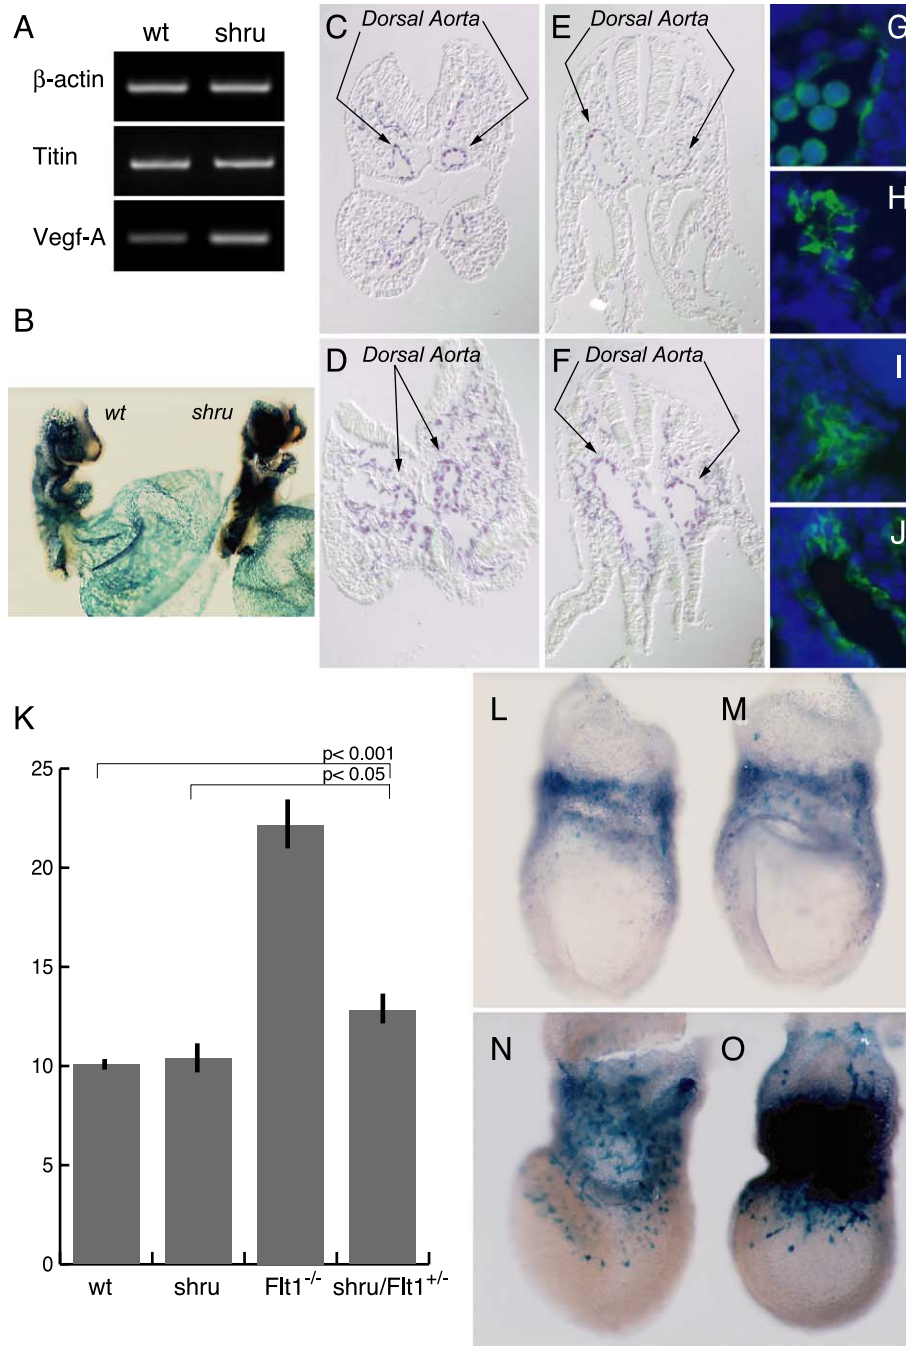 A
wt shru
β-actin
Titin
Vegf-A
B
wt
shru
C
Dorsal Aorta
E
Dorsal Aorta
G
H
D
Dorsal Aorta
F
Dorsal Aorta
I
J
K
p< 0.001
p< 0.05
25
20
15
10
5
0
wt
shru
Flt1-/-
shru/Flt1+/-
L
M
N
O